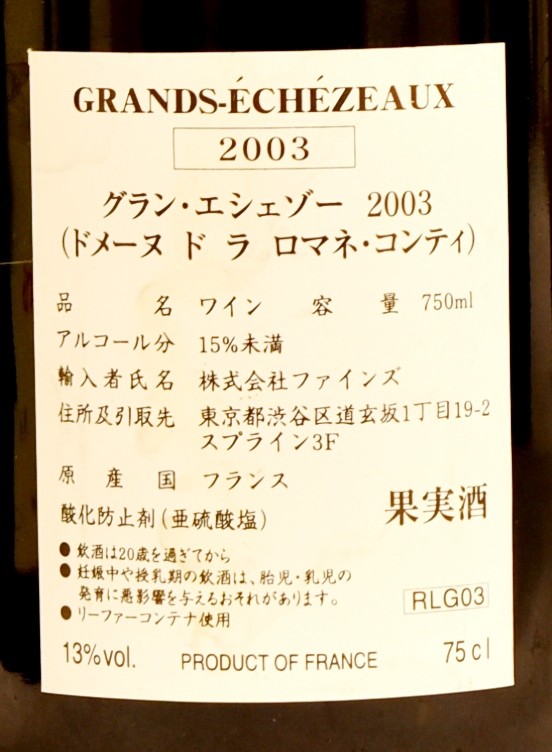 GRANDS-ÉCHÉZEAUX
2003
グラン・エシェゾー 2003
(ドメーヌ ド ラ ロマネ・コンティ)
品名 ワイン 容量 750ml
アルコール分 15%未満
輸入者氏名 株式会社ファインズ
住所及引取先 東京都渋谷区道玄坂1丁目19-2
スプライン3F
原産国 フランス
酸化防止剤(亜硫酸塩)
果実酒
● 飲酒は20歳を過ぎてから
● 妊娠中や授乳期の飲酒は、胎児・乳児の
発育に悪影響を与えるおそれがあります。
● リーファーコンテナ使用
RLG03
13%vol. PRODUCT OF FRANCE 75cl